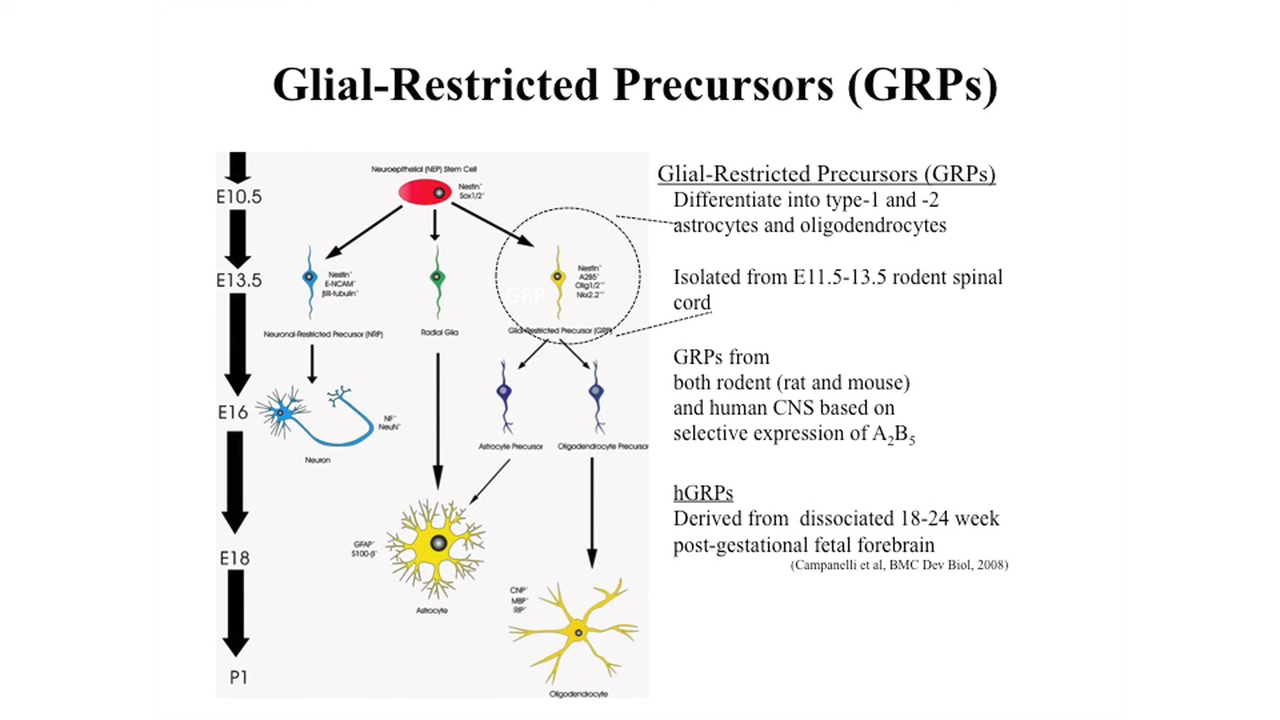 Glial-Restricted Precursors (GRPs)
E10.5
E13.5
E16
E18
P1
Neuroepithelial (NEP) Stem Cell
Nestin⁺
Sox1/2⁺
Nestin⁺
E-NCAM⁺
βIII-tubulin⁺
Neuronal-Restricted Precursor (NRP)
Radial Glia
GRP
Nestin⁺
A2B5⁺
Olig1/2⁺
Nkx2.2⁺
Glial-Restricted Precursor (GRP)
NF⁺
NeuN⁺
Neuron
Astrocyte Precursor
Oligodendrocyte Precursor
GFAP⁺
S100-β⁺
Astrocyte
CNP⁺
MBP⁺
RIP⁺
Oligodendrocyte
Glial-Restricted Precursors (GRPs)
Differentiate into type-1 and -2
astrocytes and oligodendrocytes
Isolated from E11.5-13.5 rodent spinal
cord
GRPs from
both rodent (rat and mouse)
and human CNS based on
selective expression of A₂B₅
hGRPs
Derived from dissociated 18-24 week
post-gestational fetal forebrain
(Campanelli et al, BMC Dev Biol, 2008)